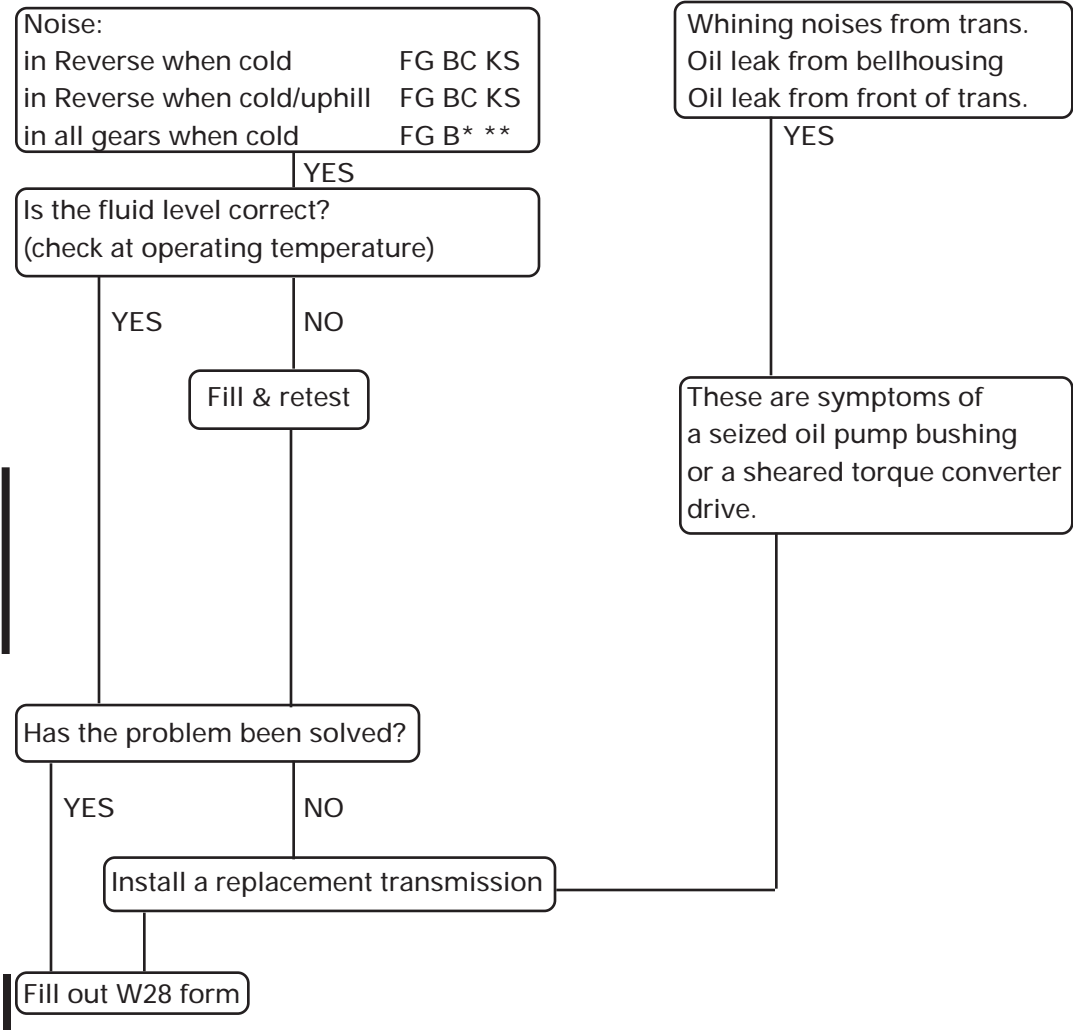 Noise:
in Reverse when cold FG BC KS
in Reverse when cold/uphill FG BC KS
in all gears when cold FG B* **
YES
Is the fluid level correct?
(check at operating temperature)
YES
NO
Fill & retest
Has the problem been solved?
YES
NO
Install a replacement transmission
Fill out W28 form
Whining noises from trans.
Oil leak from bellhousing
Oil leak from front of trans.
YES
These are symptoms of
a seized oil pump bushing
or a sheared torque converter
drive.